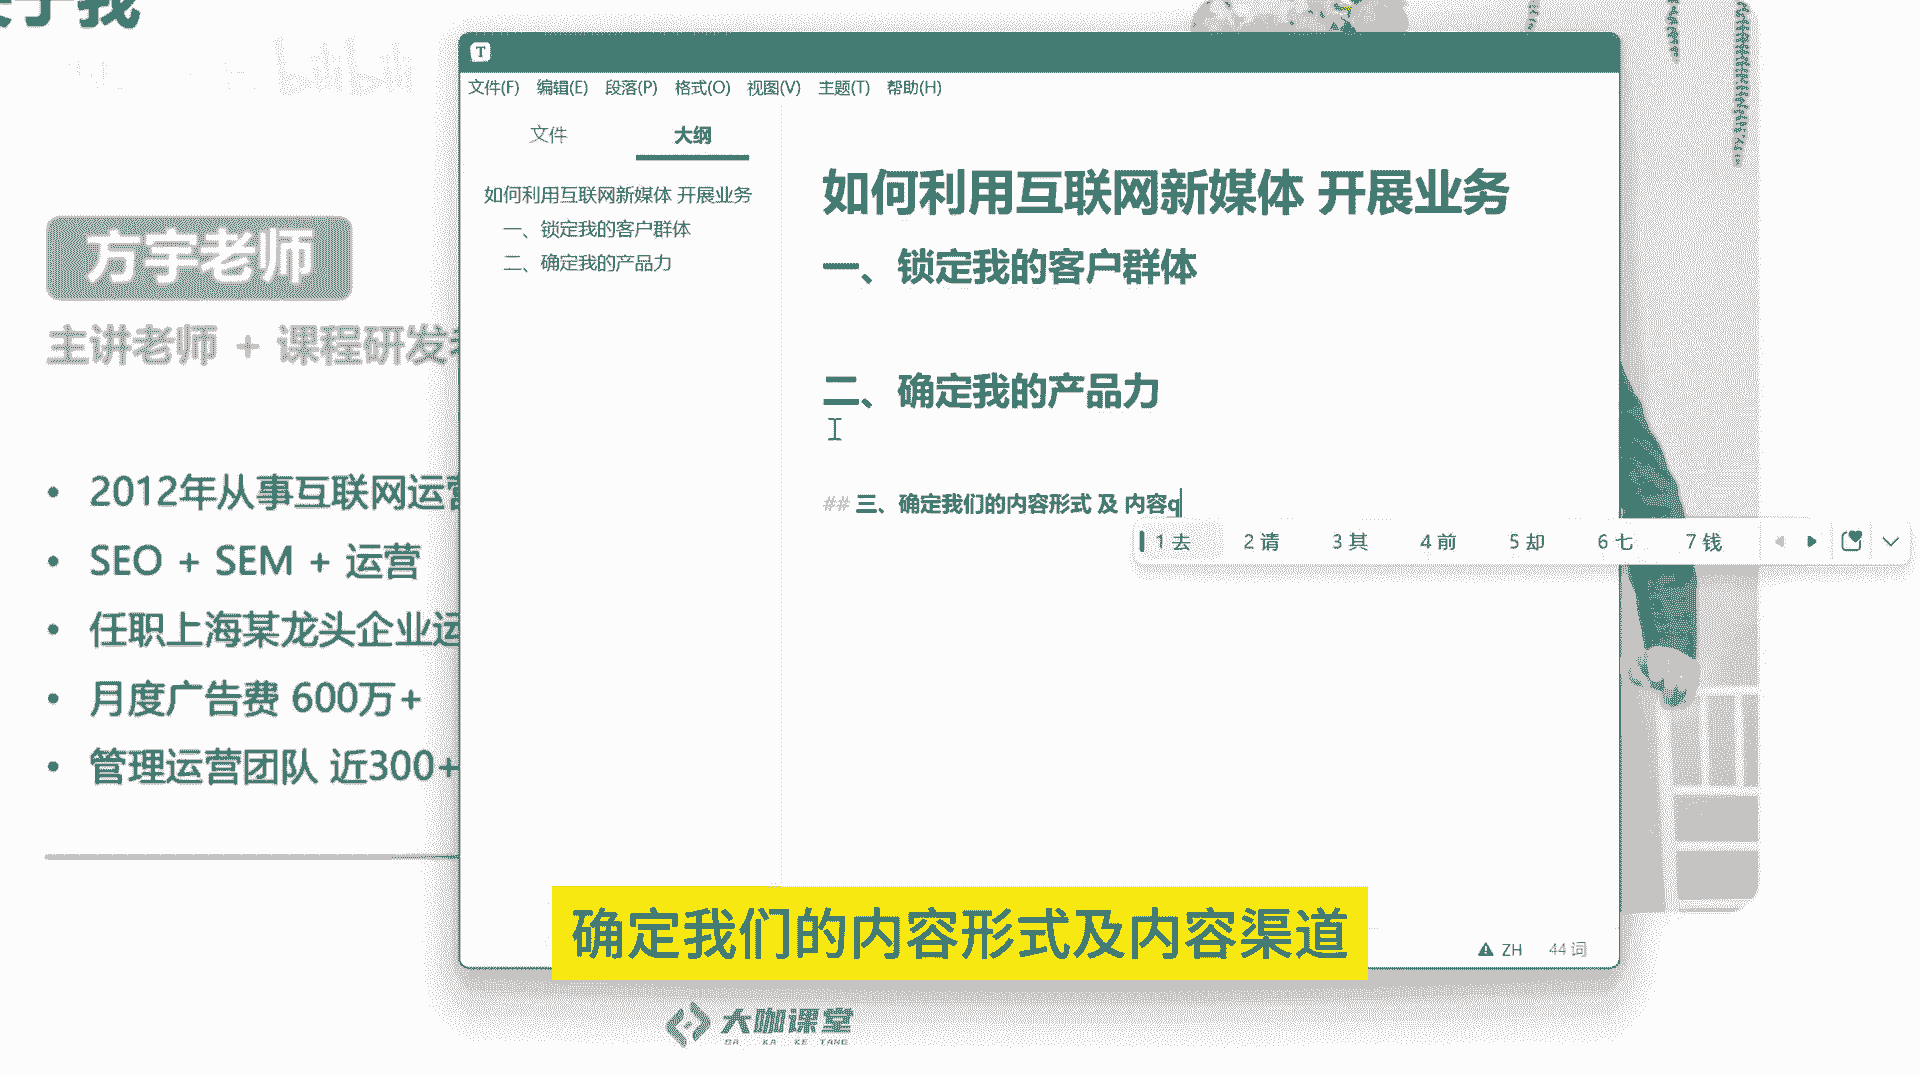 关于我
bilibili
方宇老师
主讲老师 + 课程研发
• 2012年从事互联网运营
• SEO + SEM + 运营
• 任职上海某龙头企业运
• 月度广告费 600万+
• 管理运营团队 近300+
T
文件(F) 编辑(E) 段落(P) 格式(O) 视图(V) 主题(T) 帮助(H)
文件 大纲
如何利用互联网新媒体 开展业务
一、锁定我的客户群体
二、确定我的产品力
如何利用互联网新媒体 开展业务
一、锁定我的客户群体
二、确定我的产品力
## 三、确定我们的内容形式 及 内容q
1 去 2 请 3 其 4 前 5 却 6 七 7 钱
确定我们的内容形式及内容渠道
ZH 44 词
大咖课堂
DA KA KE TANG